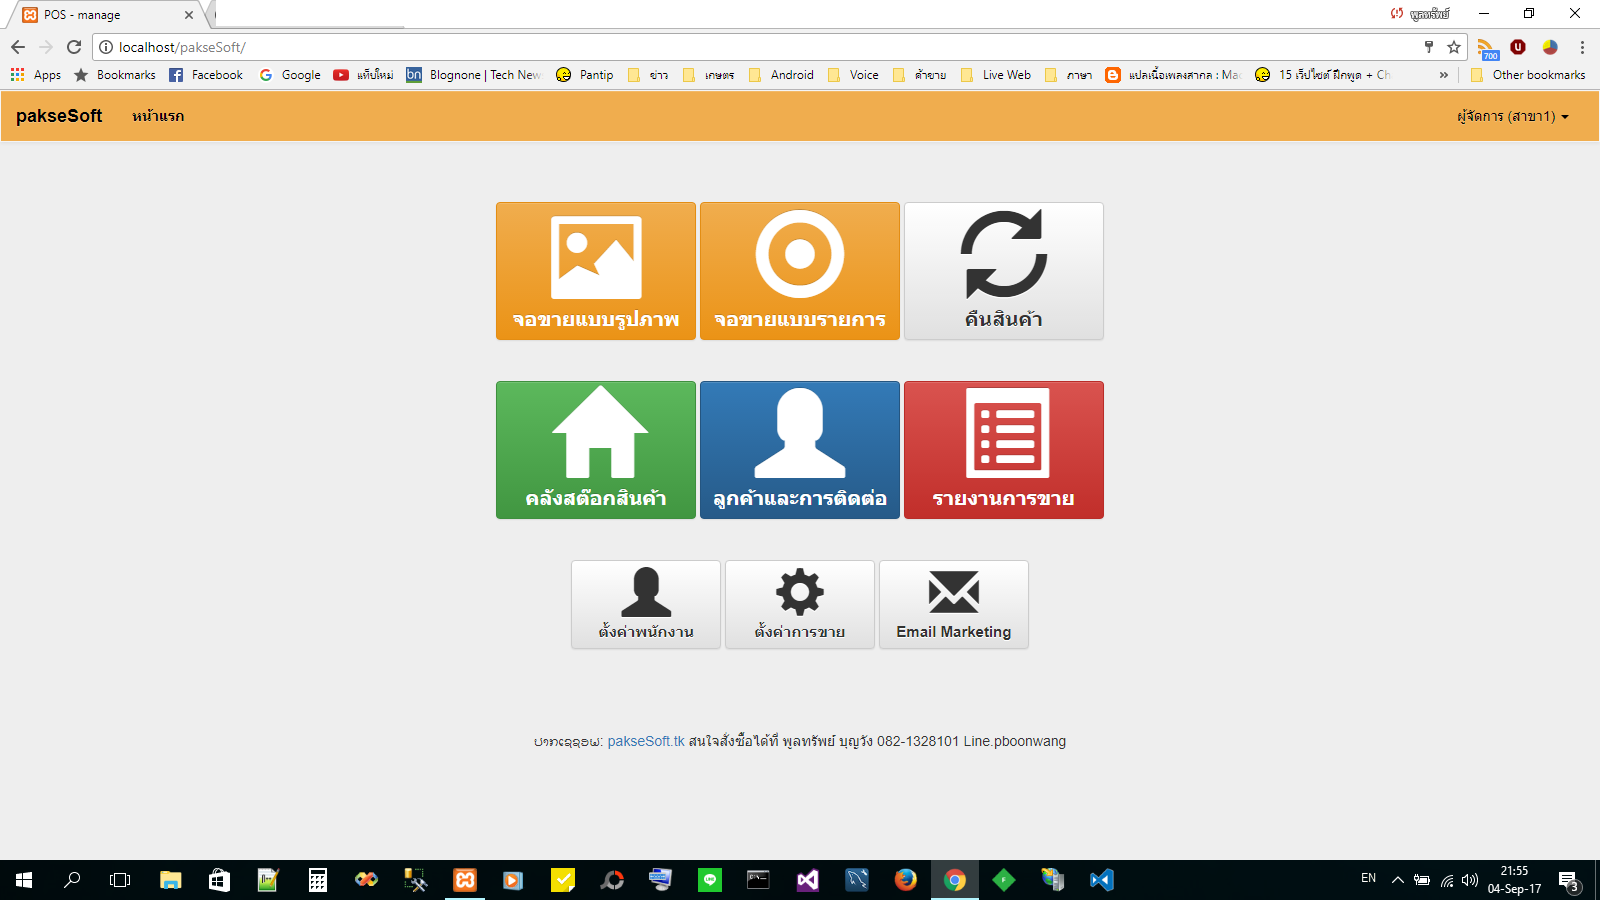 POS - manage
พูลทรัพย์
localhost/pakseSoft/
700
Apps Bookmarks Facebook Google แท็บใหม่ Blognone | Tech New Pantip ข่าว เกษตร Android Voice ค้าขาย Live Web ภาษา แปลเนื้อเพลงสากล : Mac 15 เว็ปไซต์ ฝึกพูด + Ch » Other bookmarks
pakseSoft หน้าแรก ผู้จัดการ (สาขา1)
จอขายแบบรูปภาพ จอขายแบบรายการ คืนสินค้า
คลังสต๊อกสินค้า ลูกค้าและการติดต่อ รายงานการขาย
ตั้งค่าพนักงาน ตั้งค่าการขาย Email Marketing
ປາກເຊຊອຟ: pakseSoft.tk สนใจสั่งซื้อได้ที่ พูลทรัพย์ บุญวัง 082-1328101 Line.pboonwang
EN
21:55
04-Sep-17
3